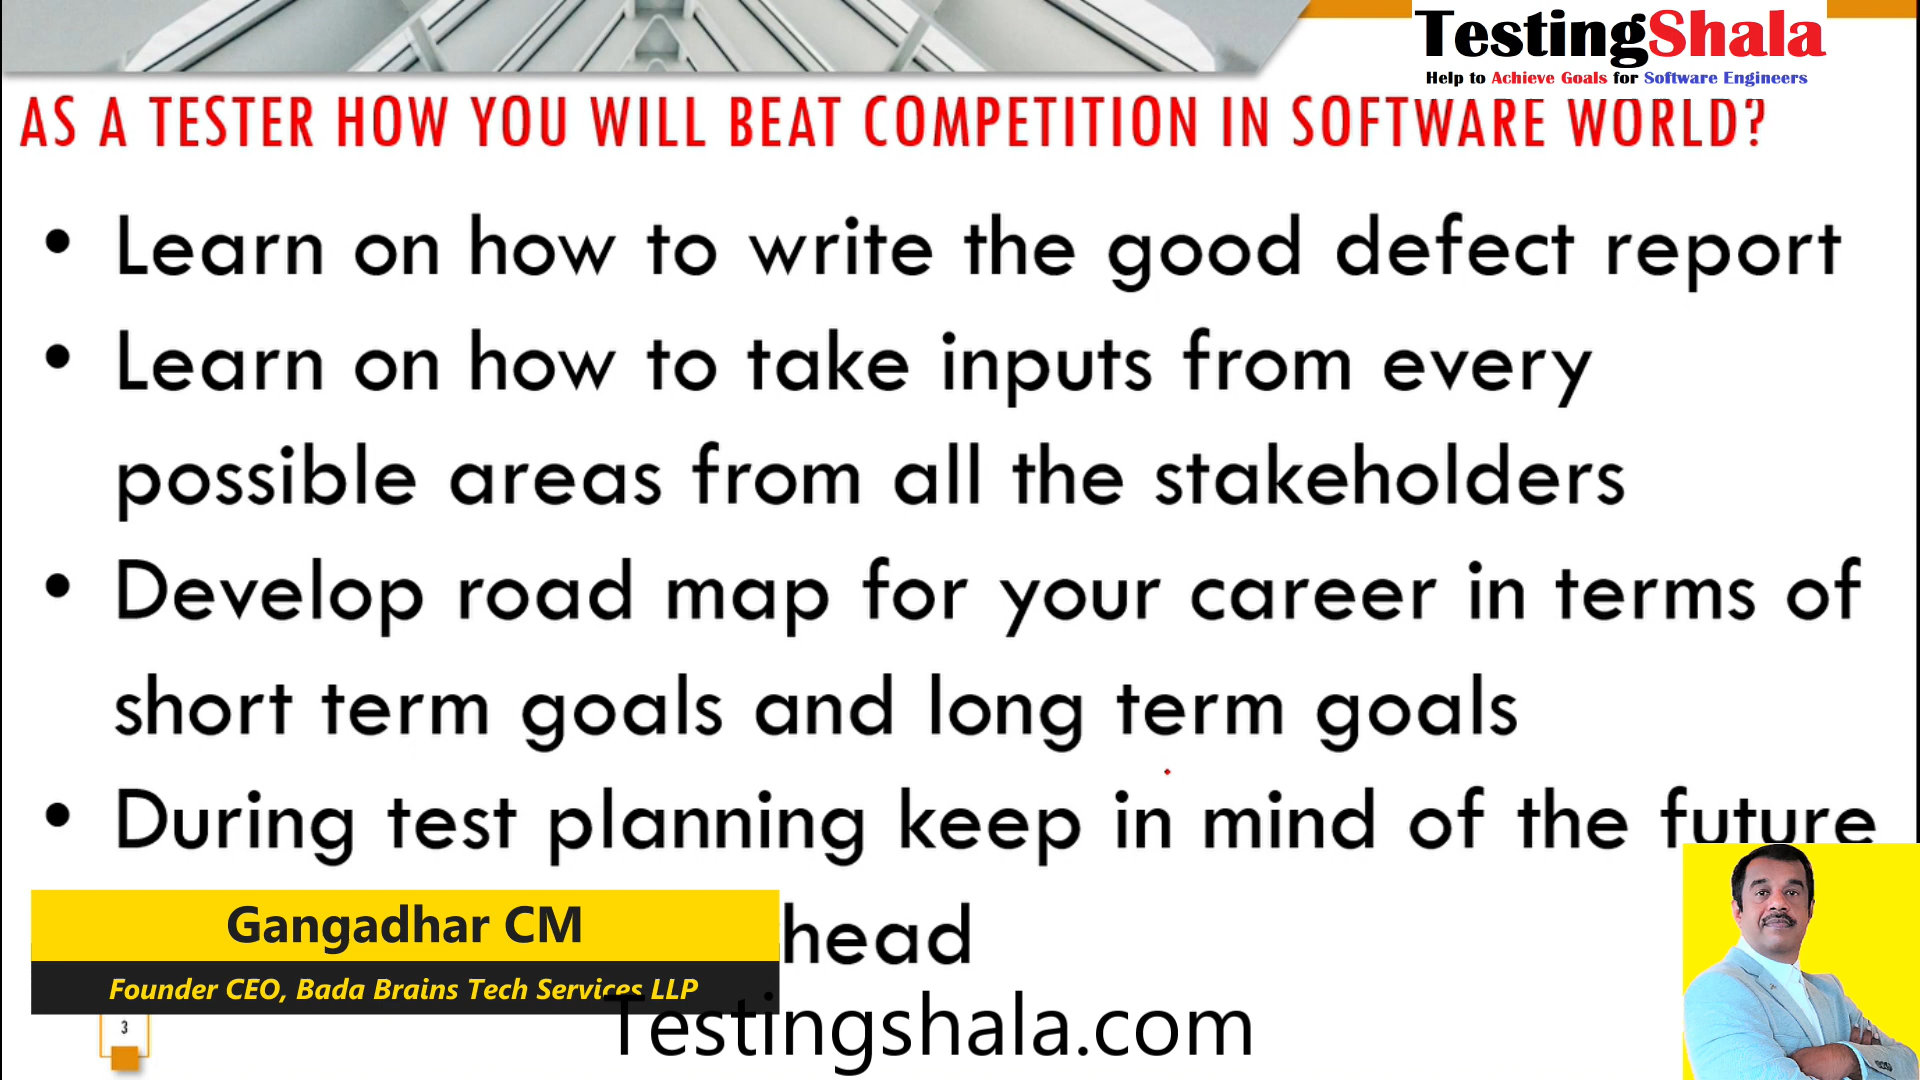 TestingShala
Help to Achieve Goals for Software Engineers
AS A TESTER HOW YOU WILL BEAT COMPETITION IN SOFTWARE WORLD?
• Learn on how to write the good defect report
• Learn on how to take inputs from every
possible areas from all the stakeholders
• Develop road map for your career in terms of
short term goals and long term goals
• During test planning keep in mind of the future
head
Gangadhar CM
Founder CEO, Bada Brains Tech Services LLP
3
Testingshala.com